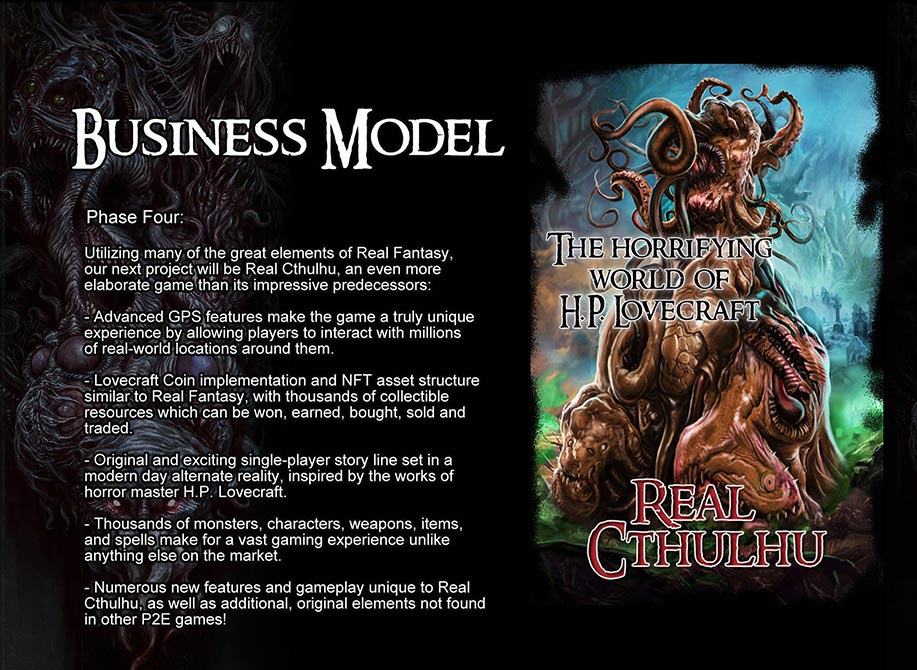 Business Model
Phase Four:
Utilizing many of the great elements of Real Fantasy,
our next project will be Real Cthulhu, an even more
elaborate game than its impressive predecessors:
- Advanced GPS features make the game a truly unique
experience by allowing players to interact with millions
of real-world locations around them.
- Lovecraft Coin implementation and NFT asset structure
similar to Real Fantasy, with thousands of collectible
resources which can be won, earned, bought, sold and
traded.
- Original and exciting single-player story line set in a
modern day alternate reality, inspired by the works of
horror master H.P. Lovecraft.
- Thousands of monsters, characters, weapons, items,
and spells make for a vast gaming experience unlike
anything else on the market.
- Numerous new features and gameplay unique to Real
Cthulhu, as well as additional, original elements not found
in other P2E games!
The horrifying
world of
H.P. Lovecraft
Real
Cthulhu